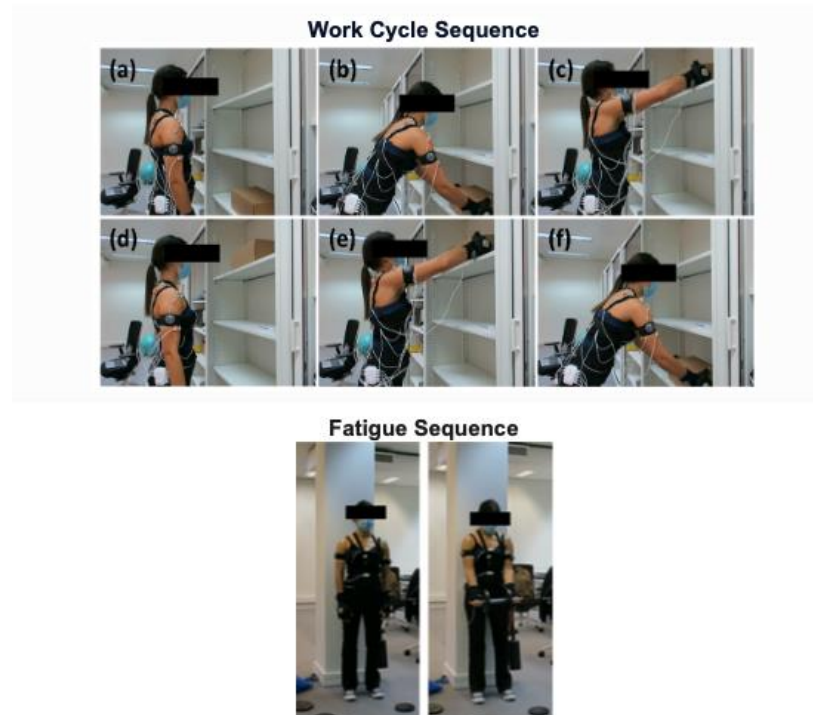 Work Cycle Sequence
(a)
(b)
(c)
(d)
(e)
(f)
Fatigue Sequence